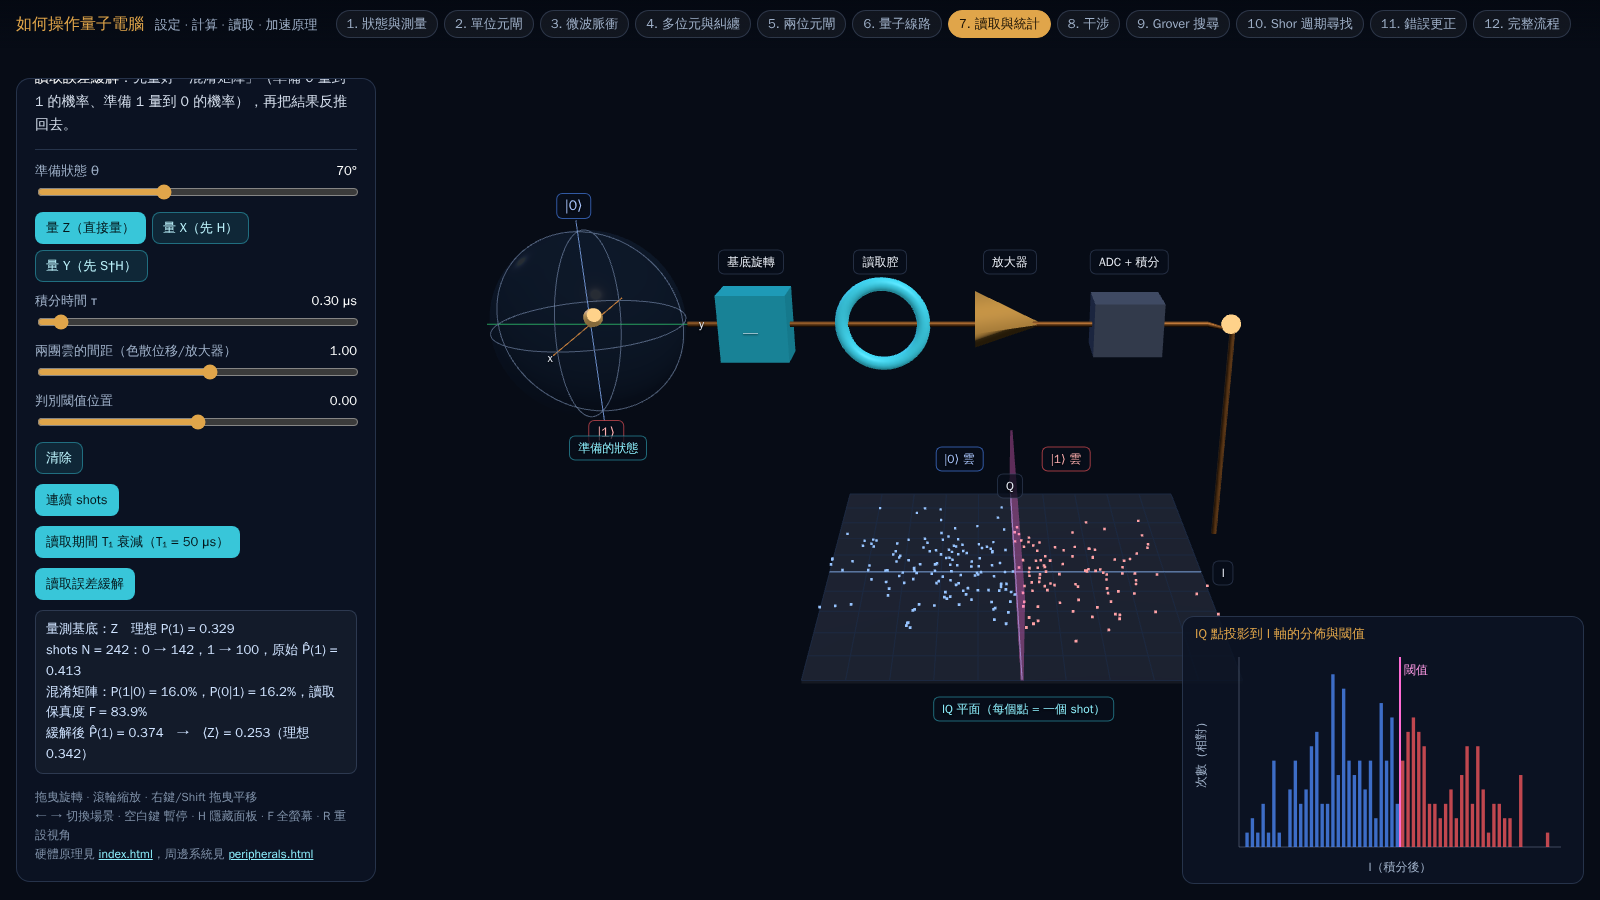 如何操作量子電腦 設定 · 計算 · 讀取 · 加速原理
1. 狀態與測量
2. 單位元閘
3. 微波脈衝
4. 多位元與糾纏
5. 兩位元閘
6. 量子線路
7. 讀取與統計
8. 干涉
9. Grover 搜尋
10. Shor 週期尋找
11. 錯誤更正
12. 完整流程
1 的機率、準備 1 量到 0 的機率），再把結果反推
回去。
準備狀態 θ 70°
量 Z（直接量）
量 X（先 H）
量 Y（先 S†H）
積分時間 τ 0.30 μs
兩團雲的間距（色散位移/放大器） 1.00
判別閾值位置 0.00
清除
連續 shots
讀取期間 T₁ 衰減（T₁ = 50 μs）
讀取誤差緩解
量測基底：Z　理想 P(1) = 0.329
shots N = 242：0 → 142，1 → 100，原始 P̂(1) =
0.413
混淆矩陣：P(1|0) = 16.0%，P(0|1) = 16.2%，讀取
保真度 F = 83.9%
緩解後 P̂(1) = 0.374　→　⟨Z⟩ = 0.253（理想
0.342）
拖曳旋轉 · 滾輪縮放 · 右鍵/Shift 拖曳平移
← → 切換場景 · 空白鍵 暫停 · H 隱藏面板 · F 全螢幕 · R 重
設視角
硬體原理見 index.html，周邊系統見 peripherals.html
|0⟩
y
x
|1⟩
準備的狀態
基底旋轉
讀取腔
放大器
ADC + 積分
—
|0⟩ 雲
|1⟩ 雲
Q
I
IQ 平面（每個點 = 一個 shot）
IQ 點投影到 I 軸的分佈與閾值
閾值
次數（相對）
I（積分後）